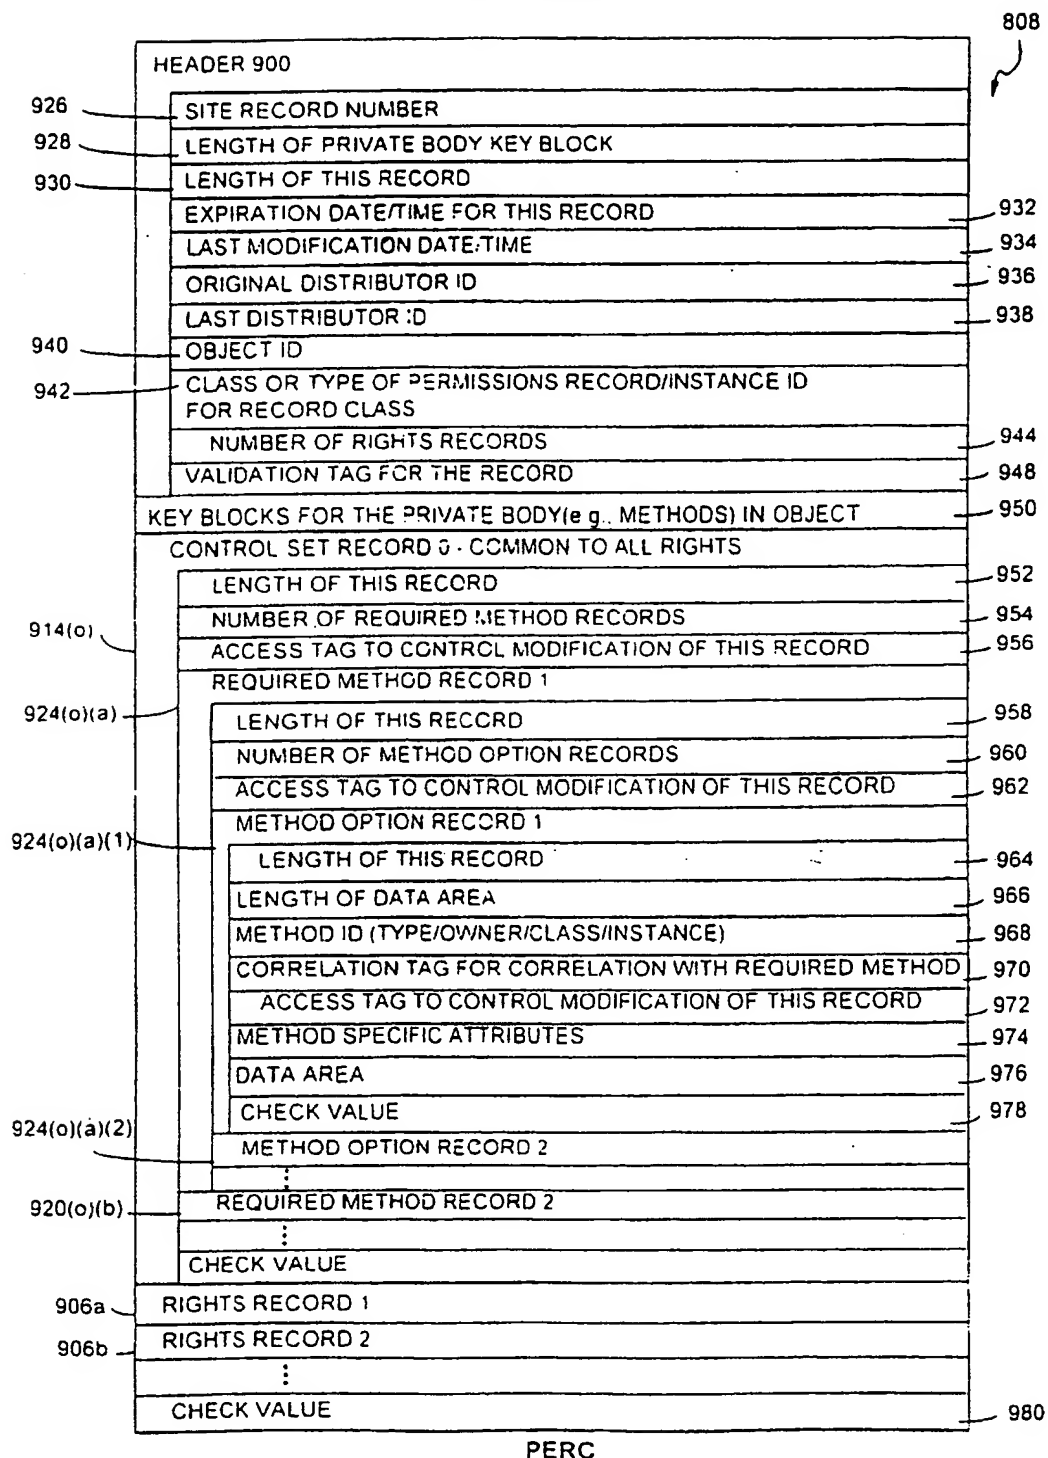 808
HEADER 900
926 SITE RECORD NUMBER
928 LENGTH OF PRIVATE BODY KEY BLOCK
930 LENGTH OF THIS RECORD
EXPIRATION DATE/TIME FOR THIS RECORD 932
LAST MODIFICATION DATE/TIME 934
ORIGINAL DISTRIBUTOR ID 936
LAST DISTRIBUTOR ID 938
940 OBJECT ID
942 CLASS OR TYPE OF PERMISSIONS RECORD/INSTANCE ID
FOR RECORD CLASS
NUMBER OF RIGHTS RECORDS 944
VALIDATION TAG FOR THE RECORD 948
KEY BLOCKS FOR THE PRIVATE BODY(e g., METHODS) IN OBJECT 950
CONTROL SET RECORD 0 - COMMON TO ALL RIGHTS
LENGTH OF THIS RECORD 952
914(o) NUMBER OF REQUIRED METHOD RECORDS 954
ACCESS TAG TO CONTROL MODIFICATION OF THIS RECORD 956
REQUIRED METHOD RECORD 1
924(o)(a) LENGTH OF THIS RECORD 958
NUMBER OF METHOD OPTION RECORDS 960
ACCESS TAG TO CONTROL MODIFICATION OF THIS RECORD 962
METHOD OPTION RECORD 1
924(o)(a)(1) LENGTH OF THIS RECORD 964
LENGTH OF DATA AREA 966
METHOD ID (TYPE/OWNER/CLASS/INSTANCE) 968
CORRELATION TAG FOR CORRELATION WITH REQUIRED METHOD 970
ACCESS TAG TO CONTROL MODIFICATION OF THIS RECORD 972
METHOD SPECIFIC ATTRIBUTES 974
DATA AREA 976
CHECK VALUE 978
924(o)(a)(2) METHOD OPTION RECORD 2
920(o)(b) REQUIRED METHOD RECORD 2
CHECK VALUE
906a RIGHTS RECORD 1
906b RIGHTS RECORD 2
CHECK VALUE 980
PERC